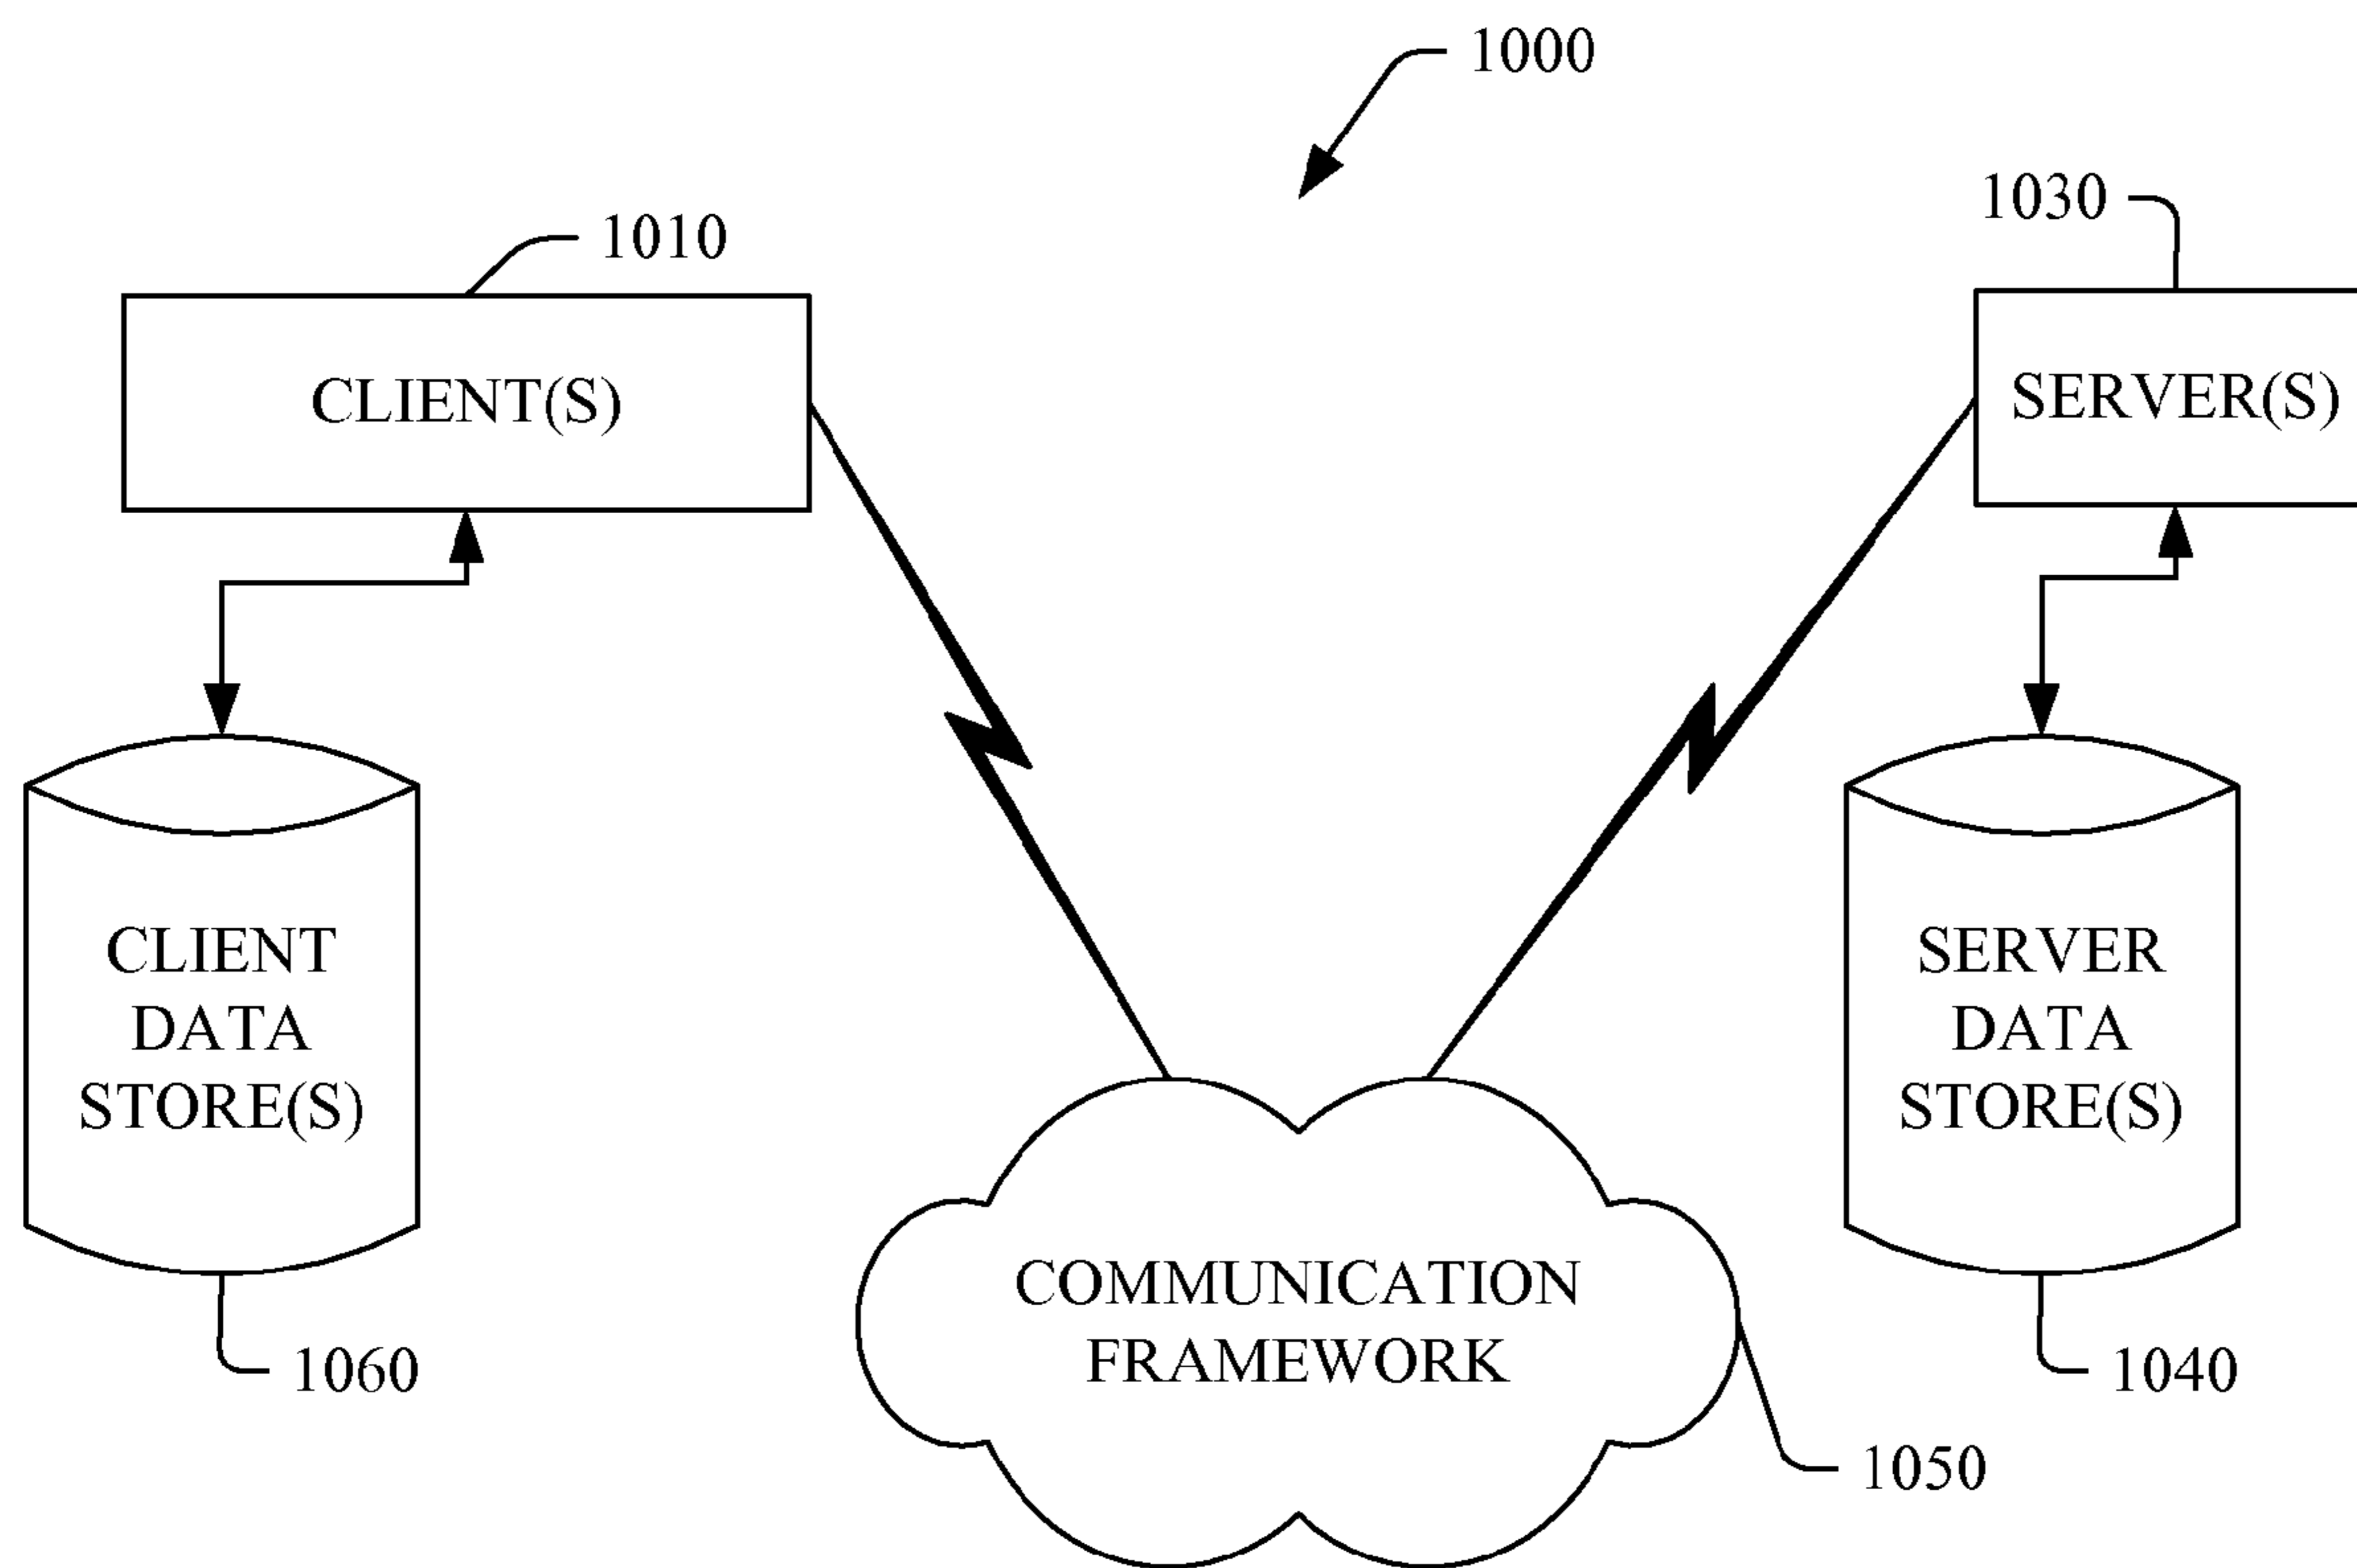 1000
1010
1030
CLIENT(S)
SERVER(S)
CLIENT
DATA
STORE(S)
SERVER
DATA
STORE(S)
COMMUNICATION
FRAMEWORK
1060
1040
1050